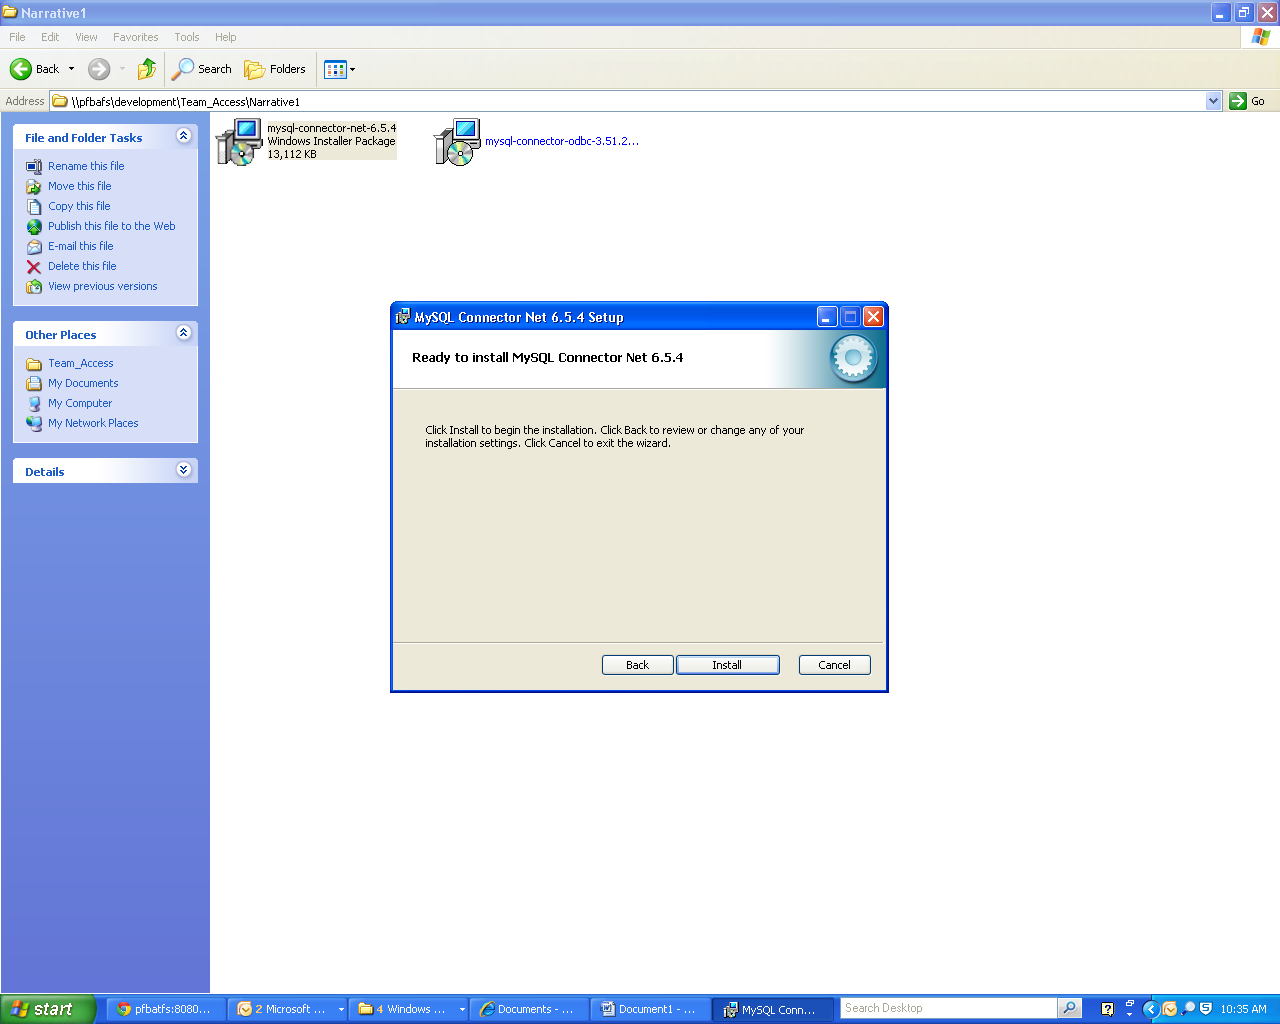 Narrative1
File Edit View Favorites Tools Help
Back Search Folders
Address \\pfbafs\development\Team_Access\Narrative1 Go
File and Folder Tasks
Rename this file
Move this file
Copy this file
Publish this file to the Web
E-mail this file
Delete this file
View previous versions
Other Places
Team_Access
My Documents
My Computer
My Network Places
Details
mysql-connector-net-6.5.4
Windows Installer Package
13,112 KB
mysql-connector-odbc-3.51.2...
MySQL Connector Net 6.5.4 Setup
Ready to install MySQL Connector Net 6.5.4
Click Install to begin the installation. Click Back to review or change any of your
installation settings. Click Cancel to exit the wizard.
Back Install Cancel
start pfbatfs:8080... 2 Microsoft ... 4 Windows ... Documents - ... Document1 - ... MySQL Conn... Search Desktop 10:35 AM